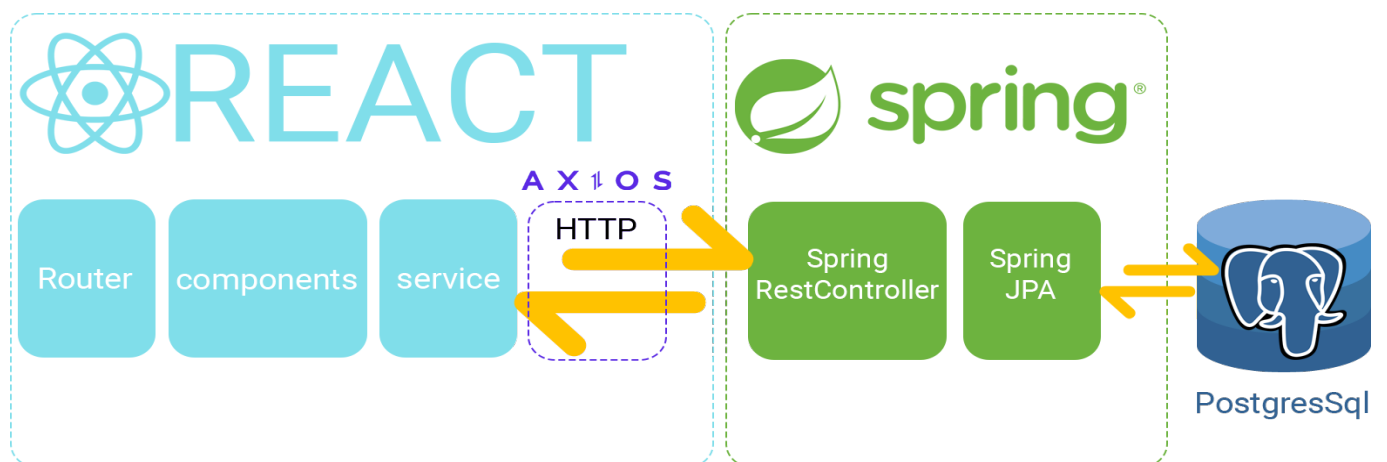 REACT
spring®
AXIOS
HTTP
Router
components
service
Spring
RestController
Spring
JPA
PostgresSql